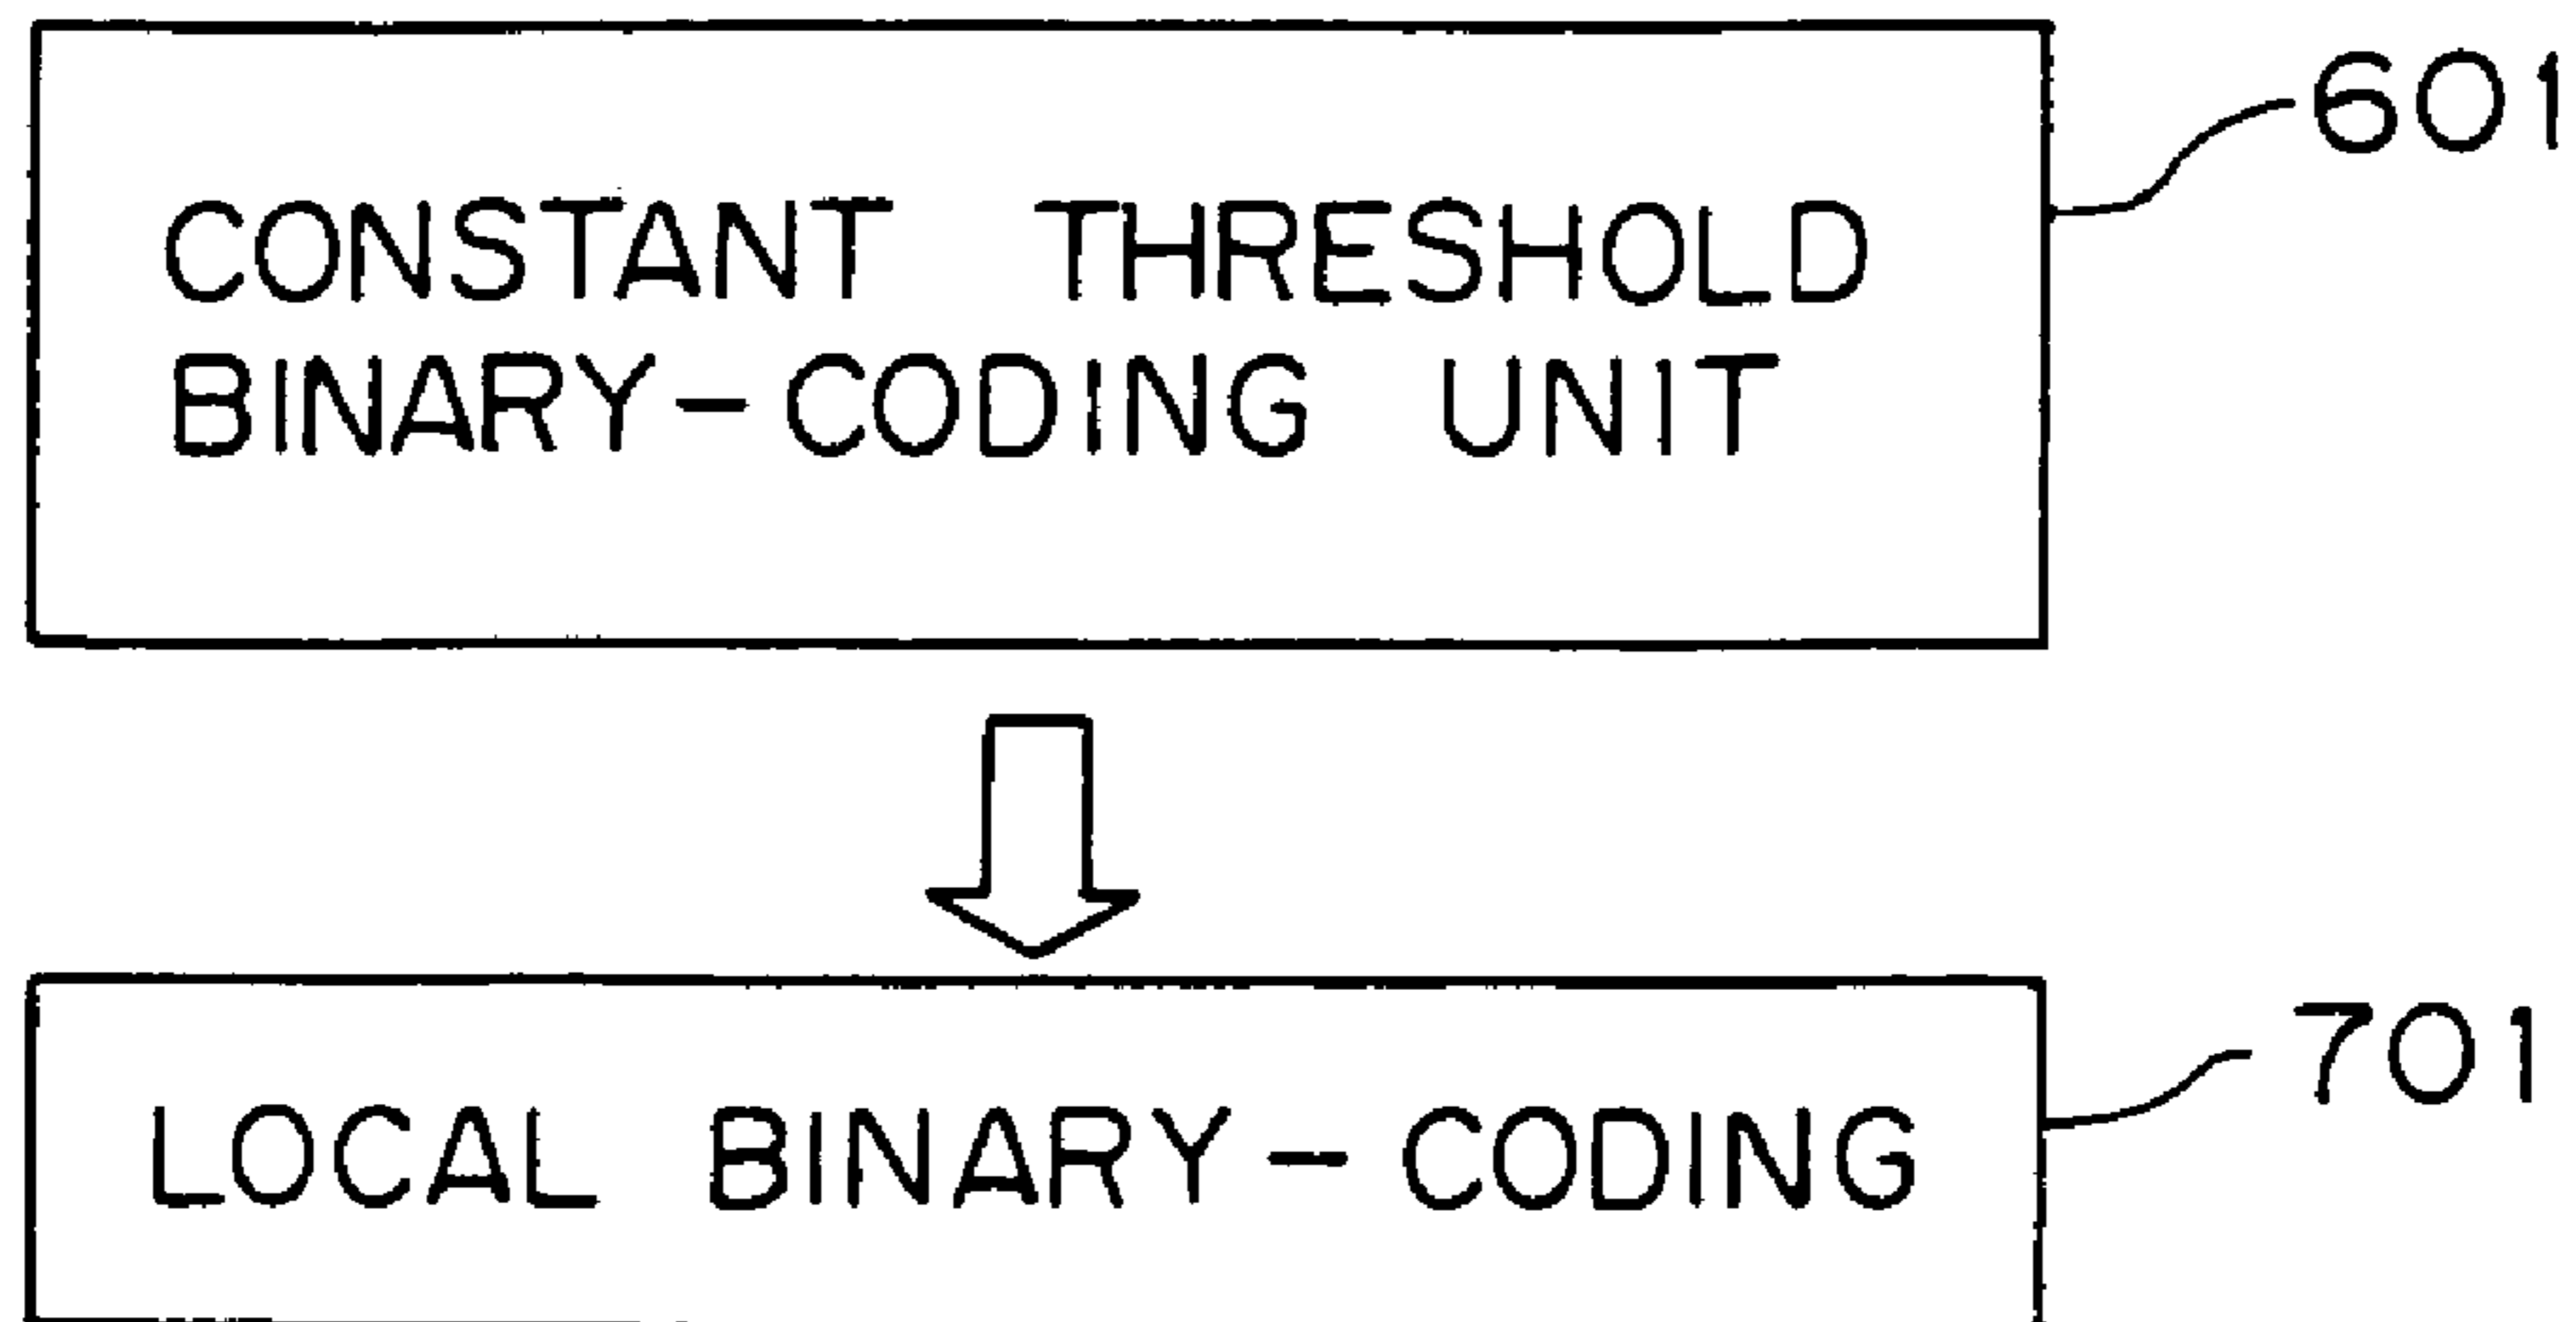 601
CONSTANT THRESHOLD
BINARY-CODING UNIT
701
LOCAL BINARY-CODING